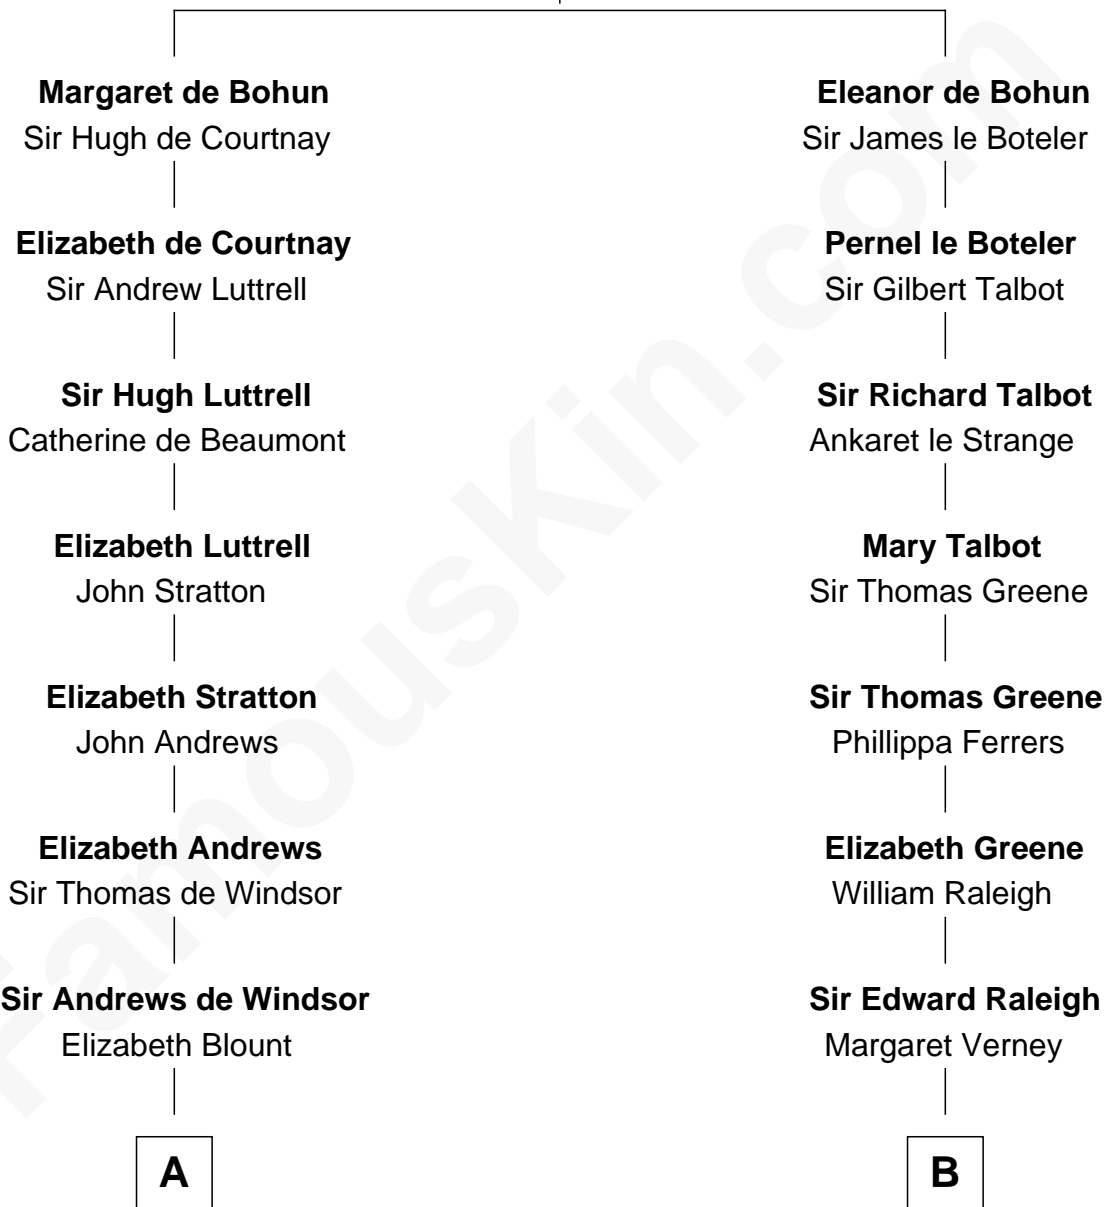 Margaret de Bohun
Sir Hugh de Courtnay
Elizabeth de Courtnay
Sir Andrew Luttrell
Sir Hugh Luttrell
Catherine de Beaumont
Elizabeth Luttrell
John Stratton
Elizabeth Stratton
John Andrews
Elizabeth Andrews
Sir Thomas de Windsor
Sir Andrews de Windsor
Elizabeth Blount
A
Eleanor de Bohun
Sir James le Boteler
Pernel le Boteler
Sir Gilbert Talbot
Sir Richard Talbot
Ankaret le Strange
Mary Talbot
Sir Thomas Greene
Sir Thomas Greene
Phillippa Ferrers
Elizabeth Greene
William Raleigh
Sir Edward Raleigh
Margaret Verney
B
FamousKin.com